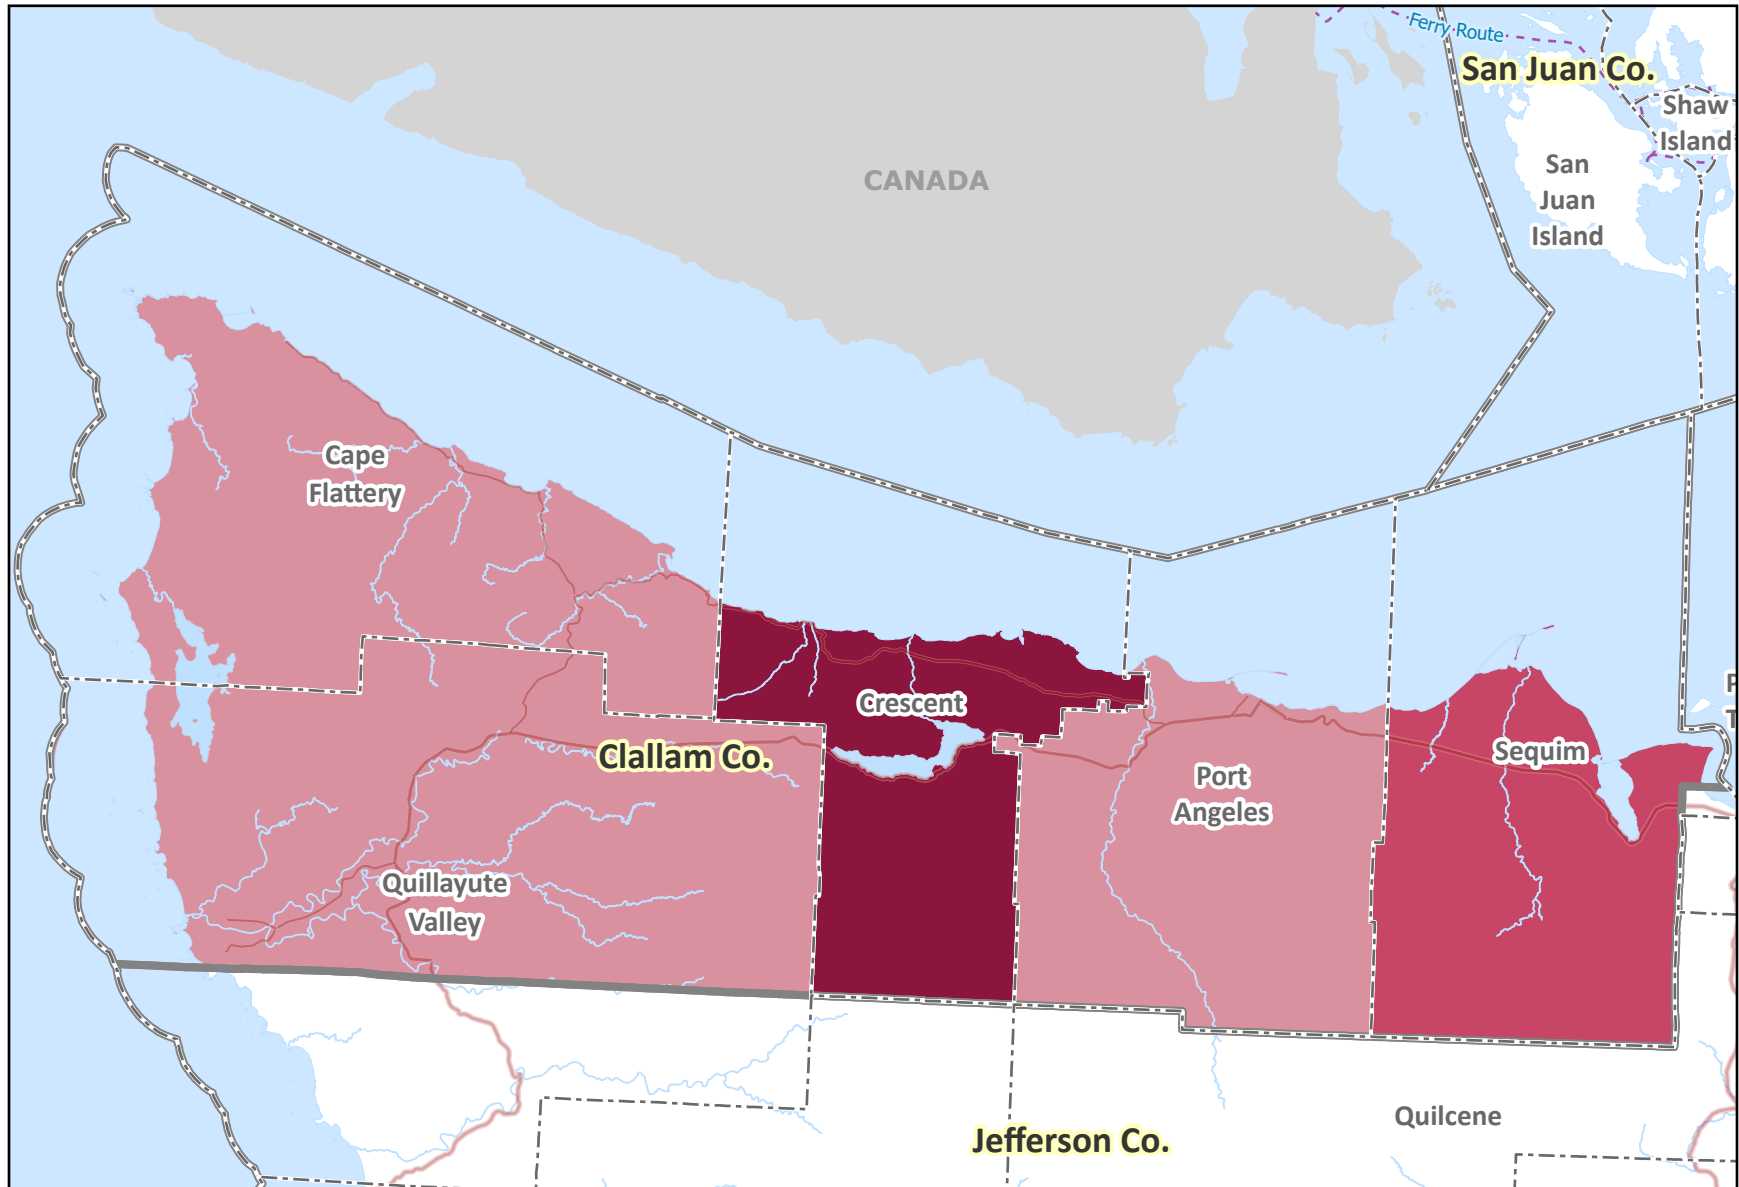 Ferry Route
San Juan Co.
Shaw
Island
San
Juan
Island
CANADA
Cape
Flattery
Crescent
Clallam Co.
Sequim
Port
Angeles
Quillayute
Valley
Quilcene
Jefferson Co.